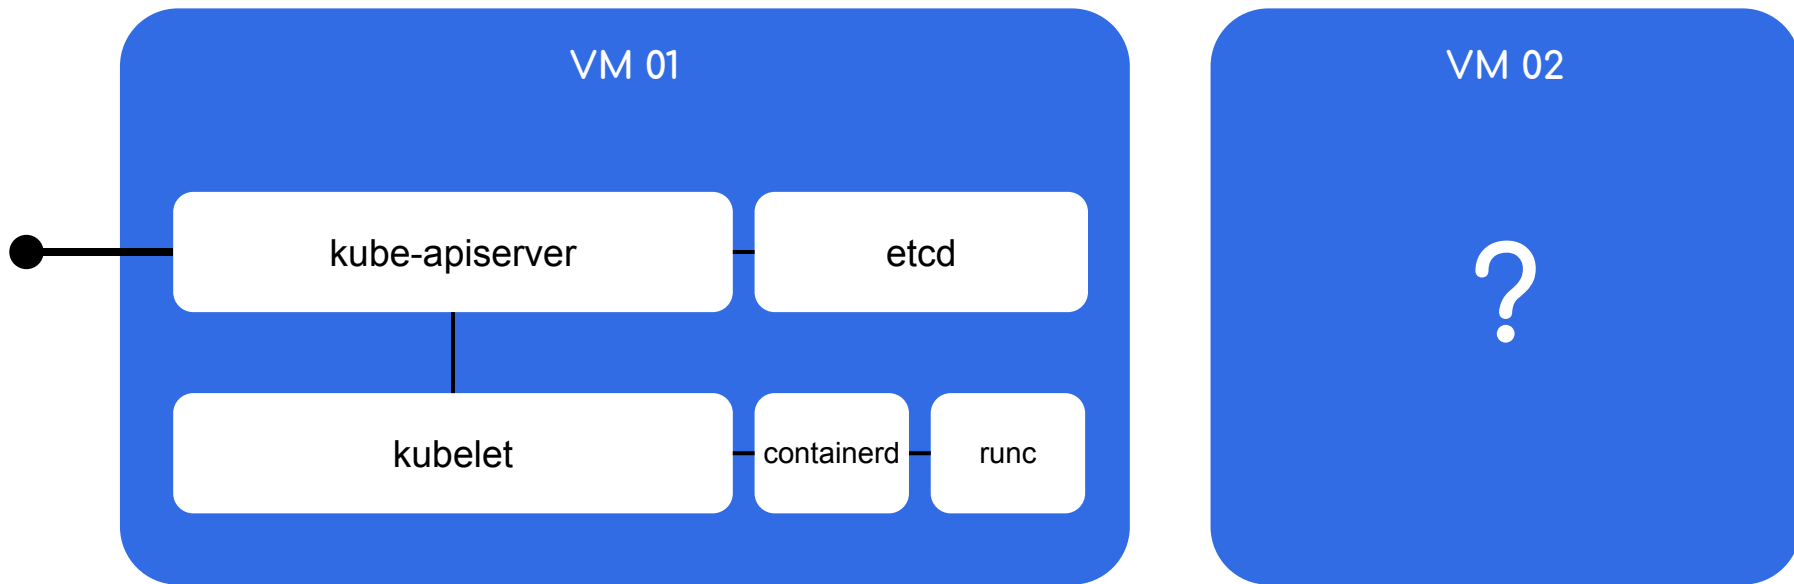 VM 01
VM 02
kube-apiserver
etcd
?
kubelet
containerd
runc